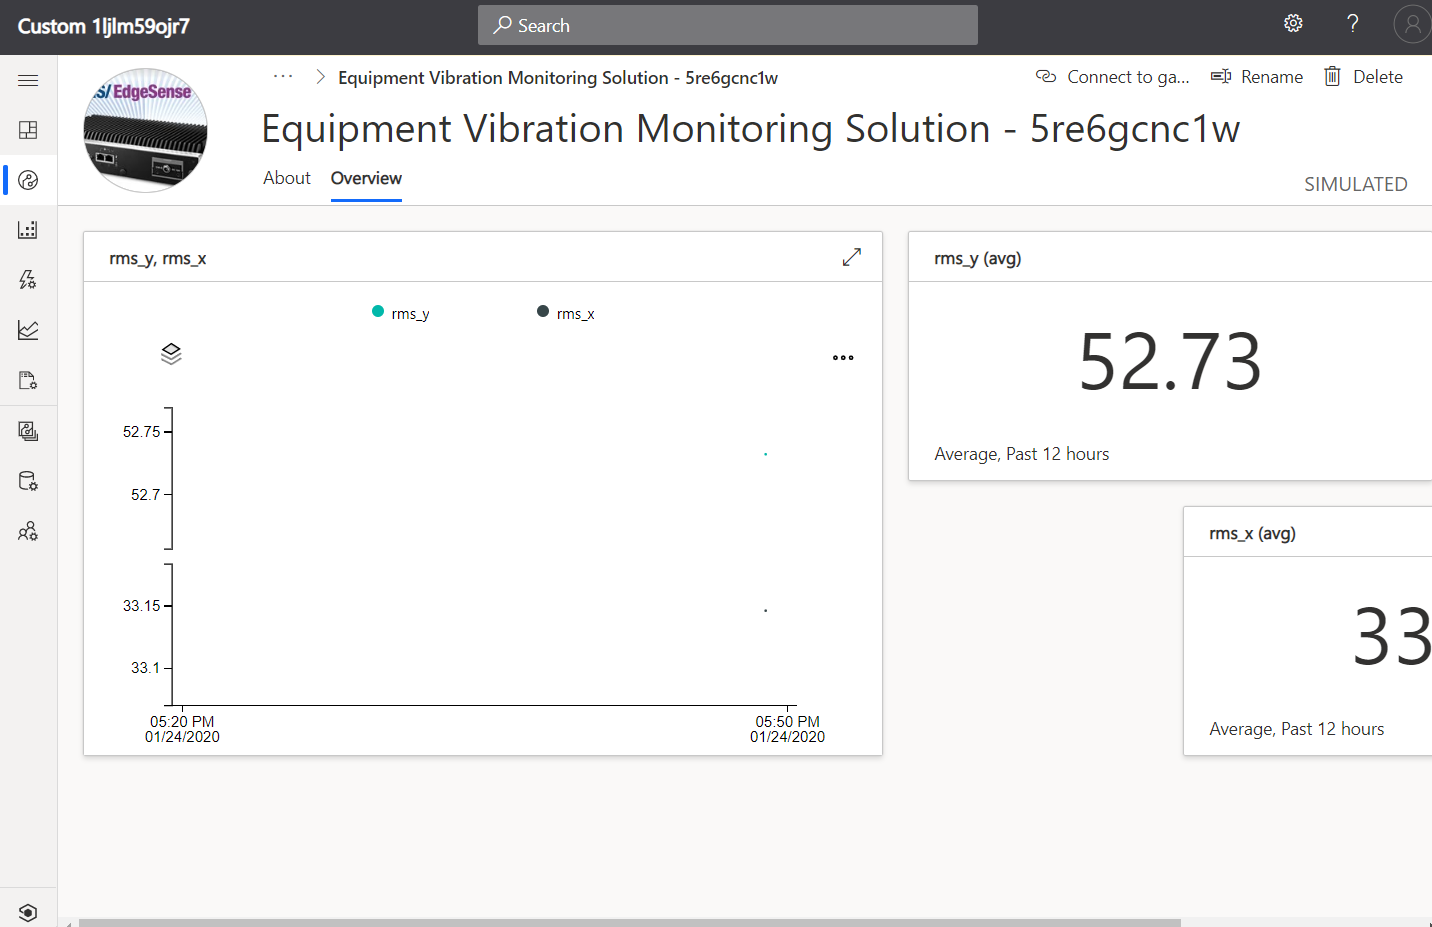 Custom 1ljlm59ojr7
Search
?
EdgeSense
··· > Equipment Vibration Monitoring Solution - 5re6gcnc1w
Connect to ga... Rename Delete
Equipment Vibration Monitoring Solution - 5re6gcnc1w
About Overview
SIMULATED
rms_y, rms_x
rms_y rms_x
52.75
52.7
33.15
33.1
05:20 PM 05:50 PM
01/24/2020 01/24/2020
rms_y (avg)
52.73
Average, Past 12 hours
rms_x (avg)
33
Average, Past 12 hours